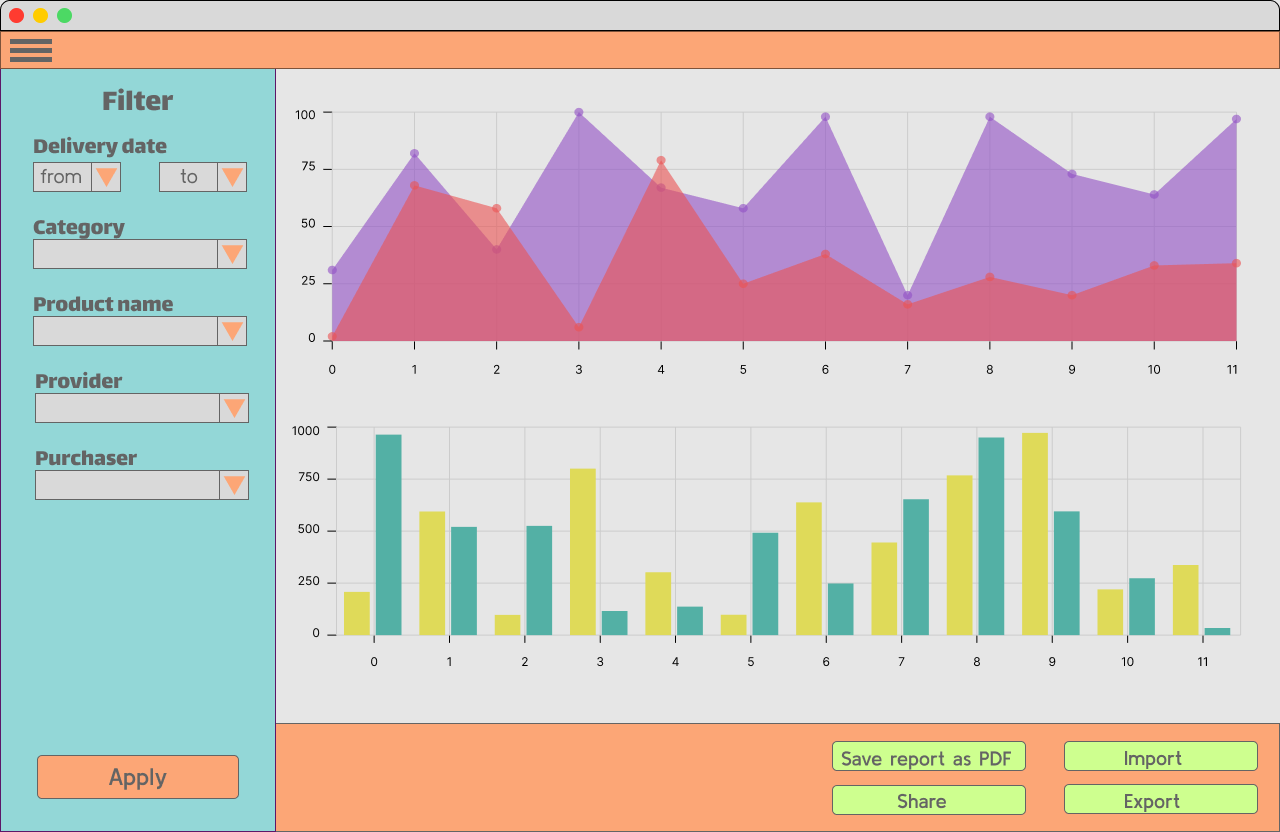 Filter
Delivery date
from to
Category
Product name
Provider
Purchaser
Apply
100
75
50
25
0
0 1 2 3 4 5 6 7 8 9 10 11
1000
750
500
250
0
0 1 2 3 4 5 6 7 8 9 10 11
Save report as PDF Import
Share Export